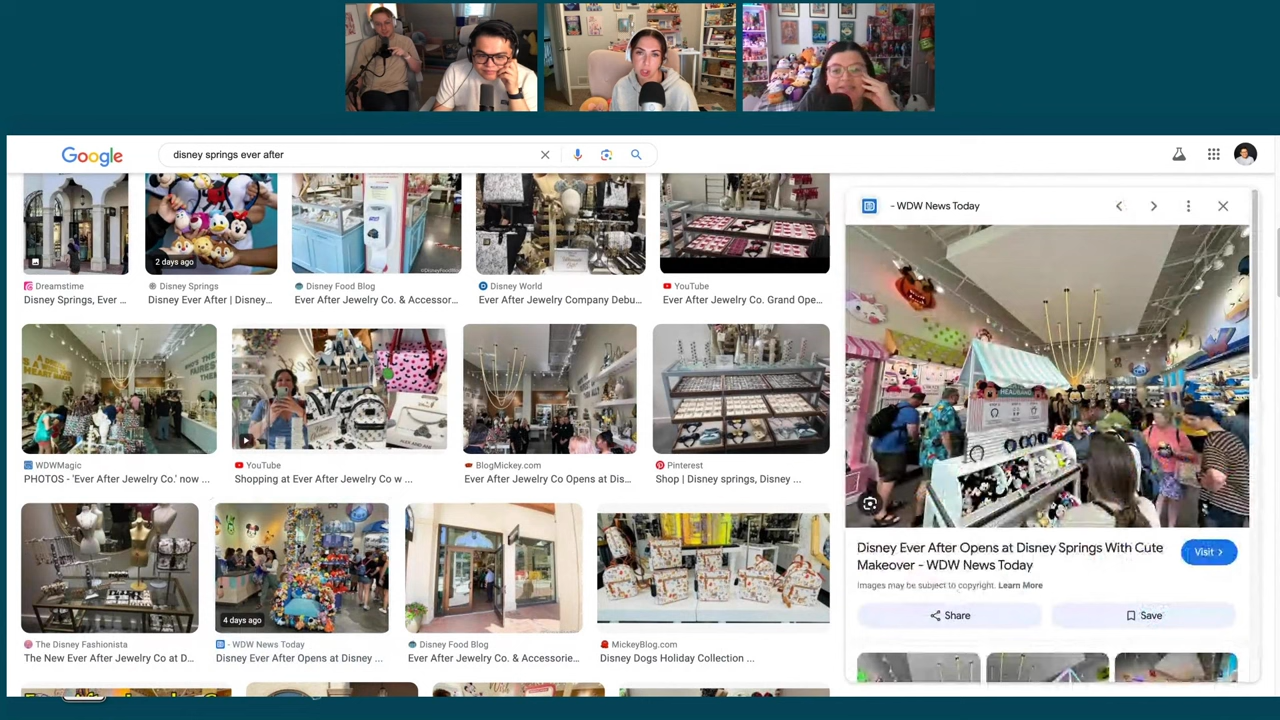 Google
disney springs ever after
2 days ago
Dreamstime
Disney Springs, Ever ...
Disney Springs
Disney Ever After | Disney...
Disney Food Blog
Ever After Jewelry Co. & Accessor...
Disney World
Ever After Jewelry Company Debu...
YouTube
Ever After Jewelry Co. Grand Ope...
WDWMagic
PHOTOS - 'Ever After Jewelry Co.' now ...
YouTube
Shopping at Ever After Jewelry Co w ...
BlogMickey.com
Ever After Jewelry Co Opens at Dis...
Pinterest
Shop | Disney springs, Disney ...
4 days ago
The Disney Fashionista
The New Ever After Jewelry Co at D...
- WDW News Today
Disney Ever After Opens at Disney ...
Disney Food Blog
Ever After Jewelry Co. & Accessorie...
MickeyBlog.com
Disney Dogs Holiday Collection ...
- WDW News Today
HEADBAND
Disney Ever After Opens at Disney Springs With Cute
Makeover - WDW News Today
Visit >
Images may be subject to copyright. Learn More
Share
Save